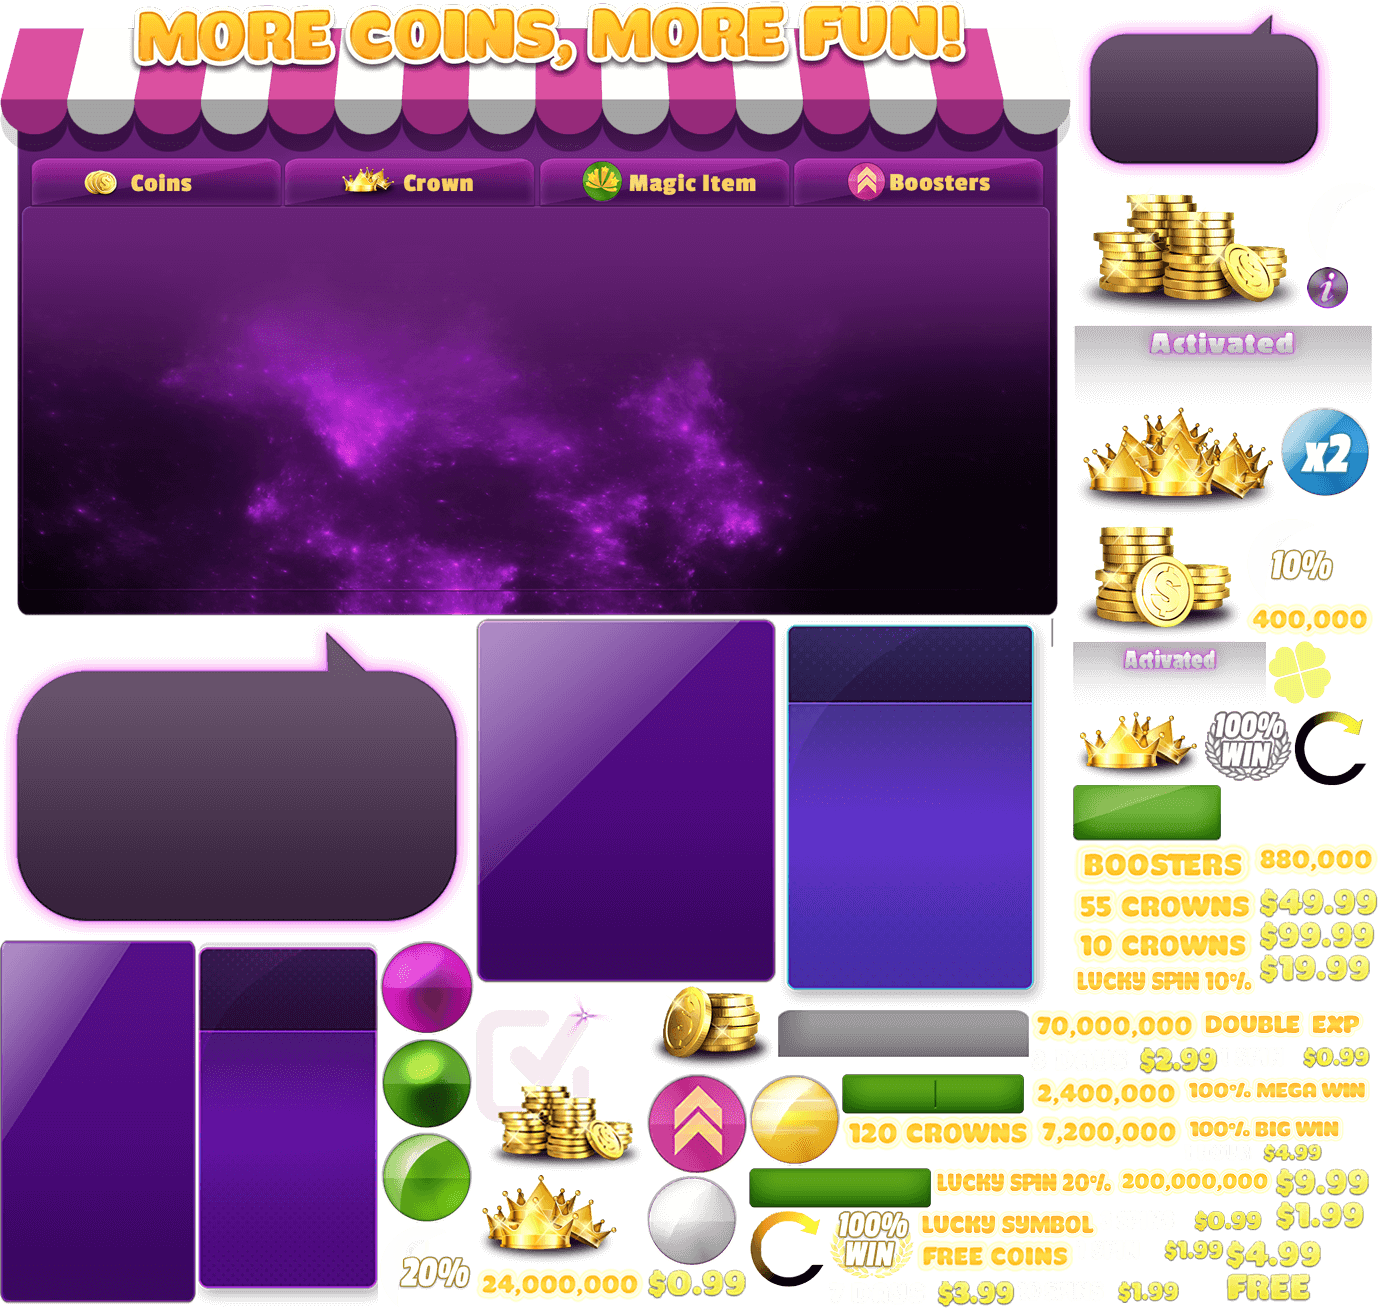 MORE COINS, MORE FUN!
Coins
Crown
Magic Item
Boosters
i
Activated
x2
10%
400,000
Activated
100%
WIN
BOOSTERS
880,000
55 CROWNS
$49.99
10 CROWNS
$99.99
LUCKY SPIN 10%
$19.99
70,000,000
DOUBLE EXP
$2.99
$0.99
2,400,000
100% MEGA WIN
120 CROWNS
7,200,000
100% BIG WIN
$4.99
LUCKY SPIN 20%
200,000,000
$9.99
100%
WIN
LUCKY SYMBOL
$0.99
$1.99
FREE COINS
$1.99
$4.99
20%
24,000,000
$0.99
$3.99
$1.99
FREE